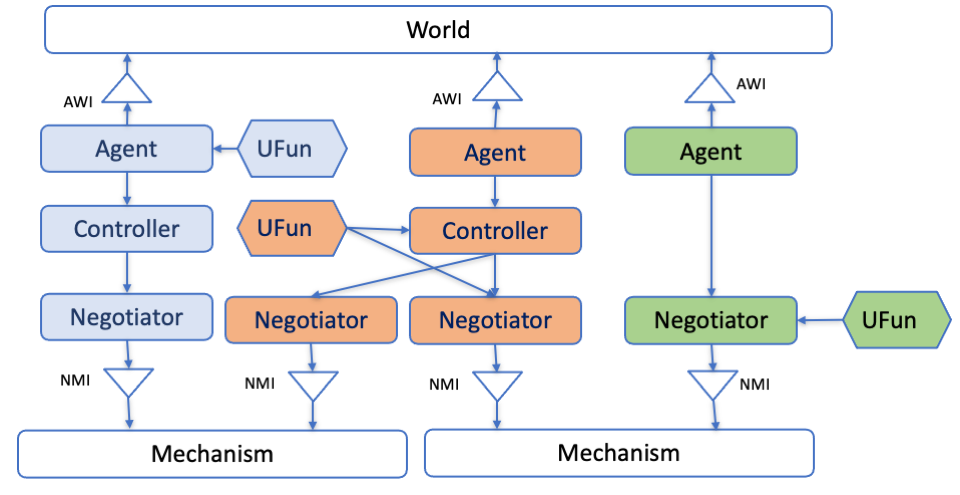 World
AWI
AWI
AWI
Agent
UFun
Agent
Agent
Controller
UFun
Controller
Negotiator
Negotiator
Negotiator
Negotiator
UFun
NMI
NMI
NMI
NMI
Mechanism
Mechanism